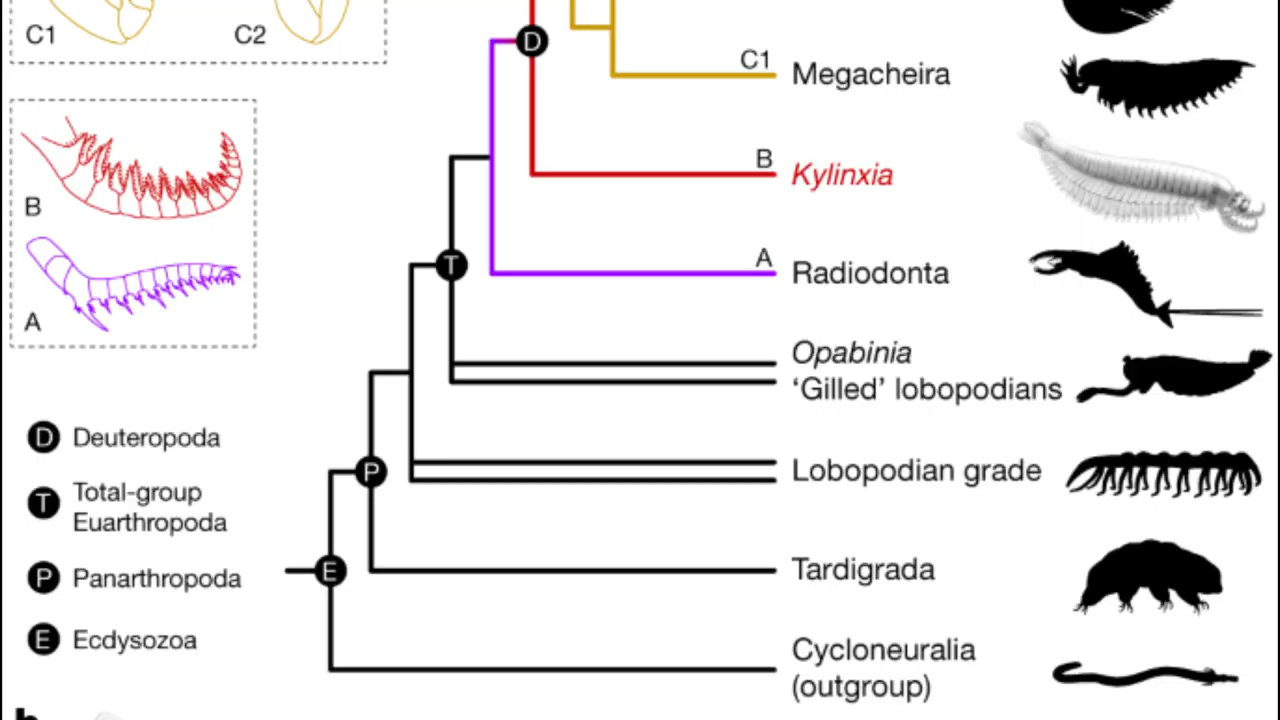 C1
C2
D
C1
Megacheira
B
Kylinxia
B
A
Radiodonta
T
A
Opabinia
‘Gilled’ lobopodians
D Deuteropoda
P
Lobopodian grade
T Total-group
Euarthropoda
E
Tardigrada
P Panarthropoda
E Ecdysozoa
Cycloneuralia
(outgroup)